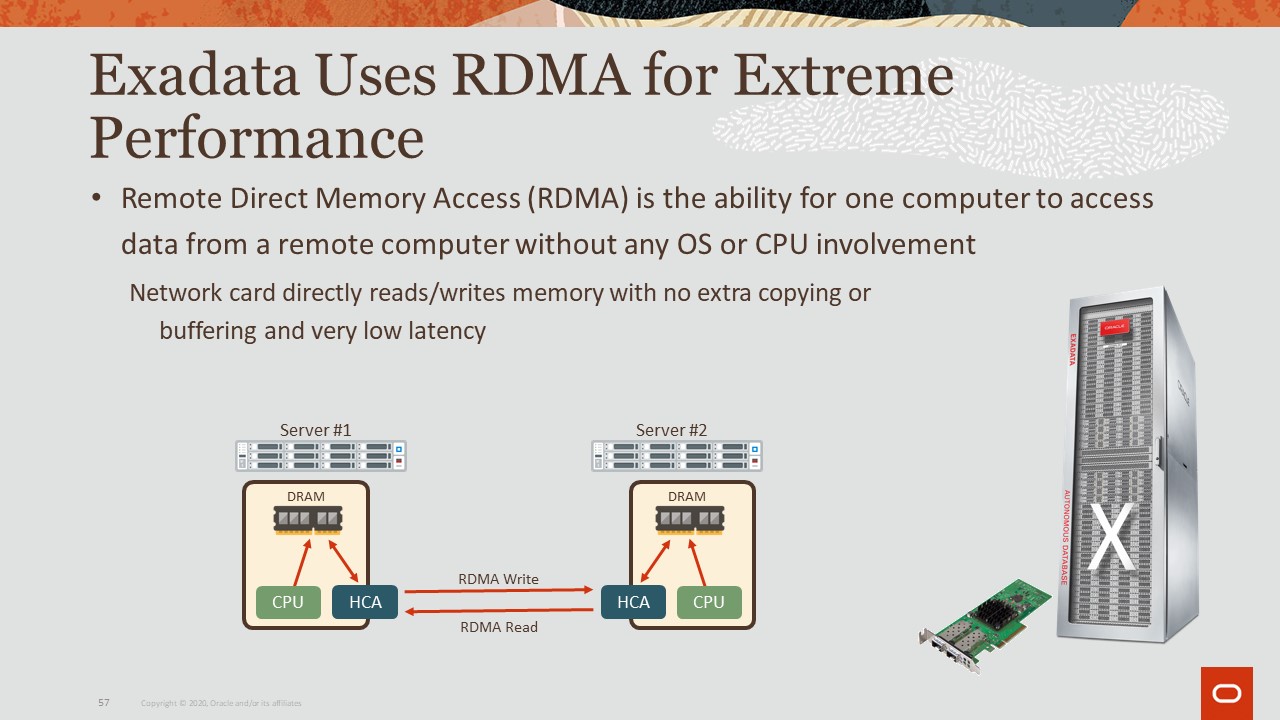 Exadata Uses RDMA for Extreme
Performance
• Remote Direct Memory Access (RDMA) is the ability for one computer to access
data from a remote computer without any OS or CPU involvement
Network card directly reads/writes memory with no extra copying or
buffering and very low latency
Server #1
Server #2
DRAM
DRAM
CPU
HCA
RDMA Write
RDMA Read
HCA
CPU
ORACLE
EXADATA
ORACLE
AUTONOMOUS DATABASE
X
57
Copyright © 2020, Oracle and/or its affiliates